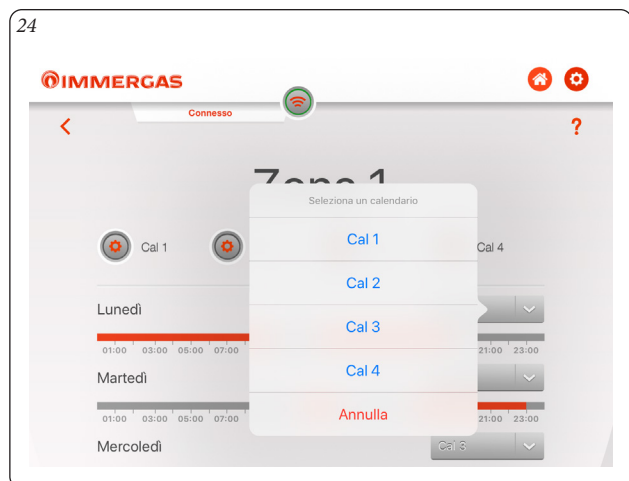 24
IMMERGAS
Connesso
?
Zona 1
Seleziona un calendario
Cal 1
Cal 4
Cal 1
Cal 2
Cal 3
Cal 4
Annulla
Lunedì
01:00 03:00 05:00 07:00 21:00 23:00
Martedì
01:00 03:00 05:00 07:00 21:00 23:00
Mercoledì
Cal 3